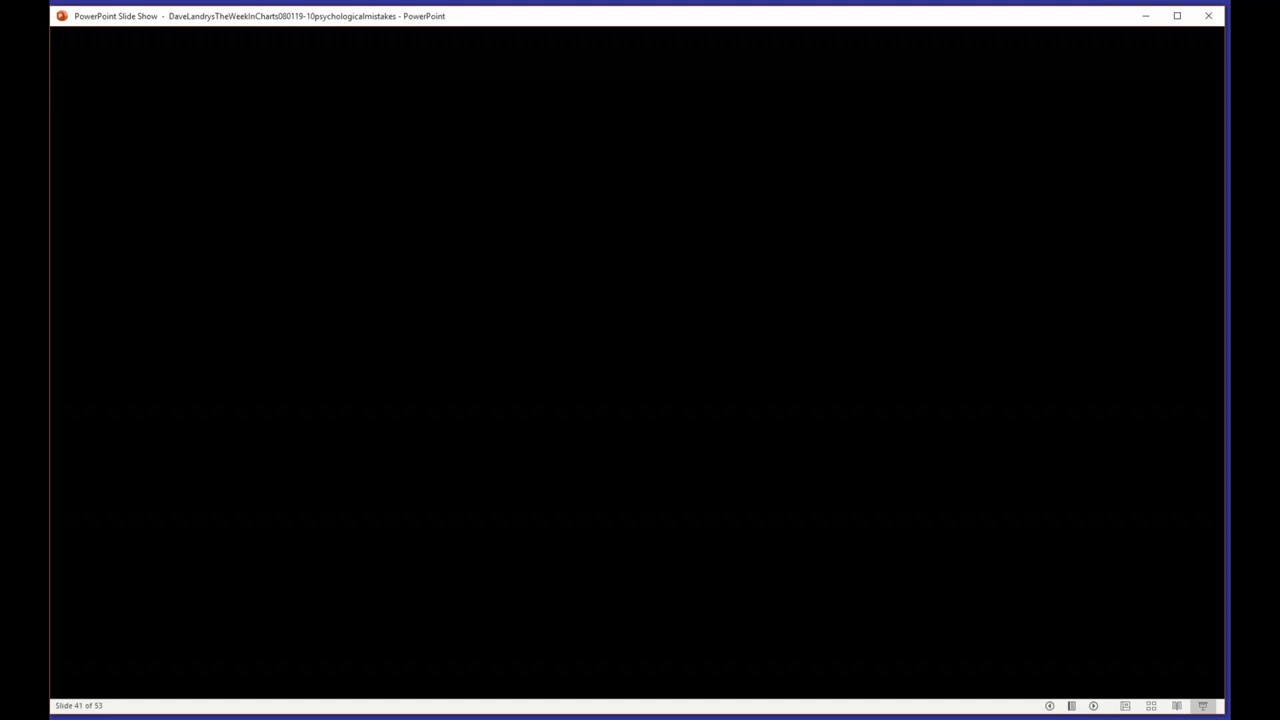 PowerPoint Slide Show - DaveLandrysTheWeekInCharts080119-10psychologicalmistakes - PowerPoint
Slide 41 of 53